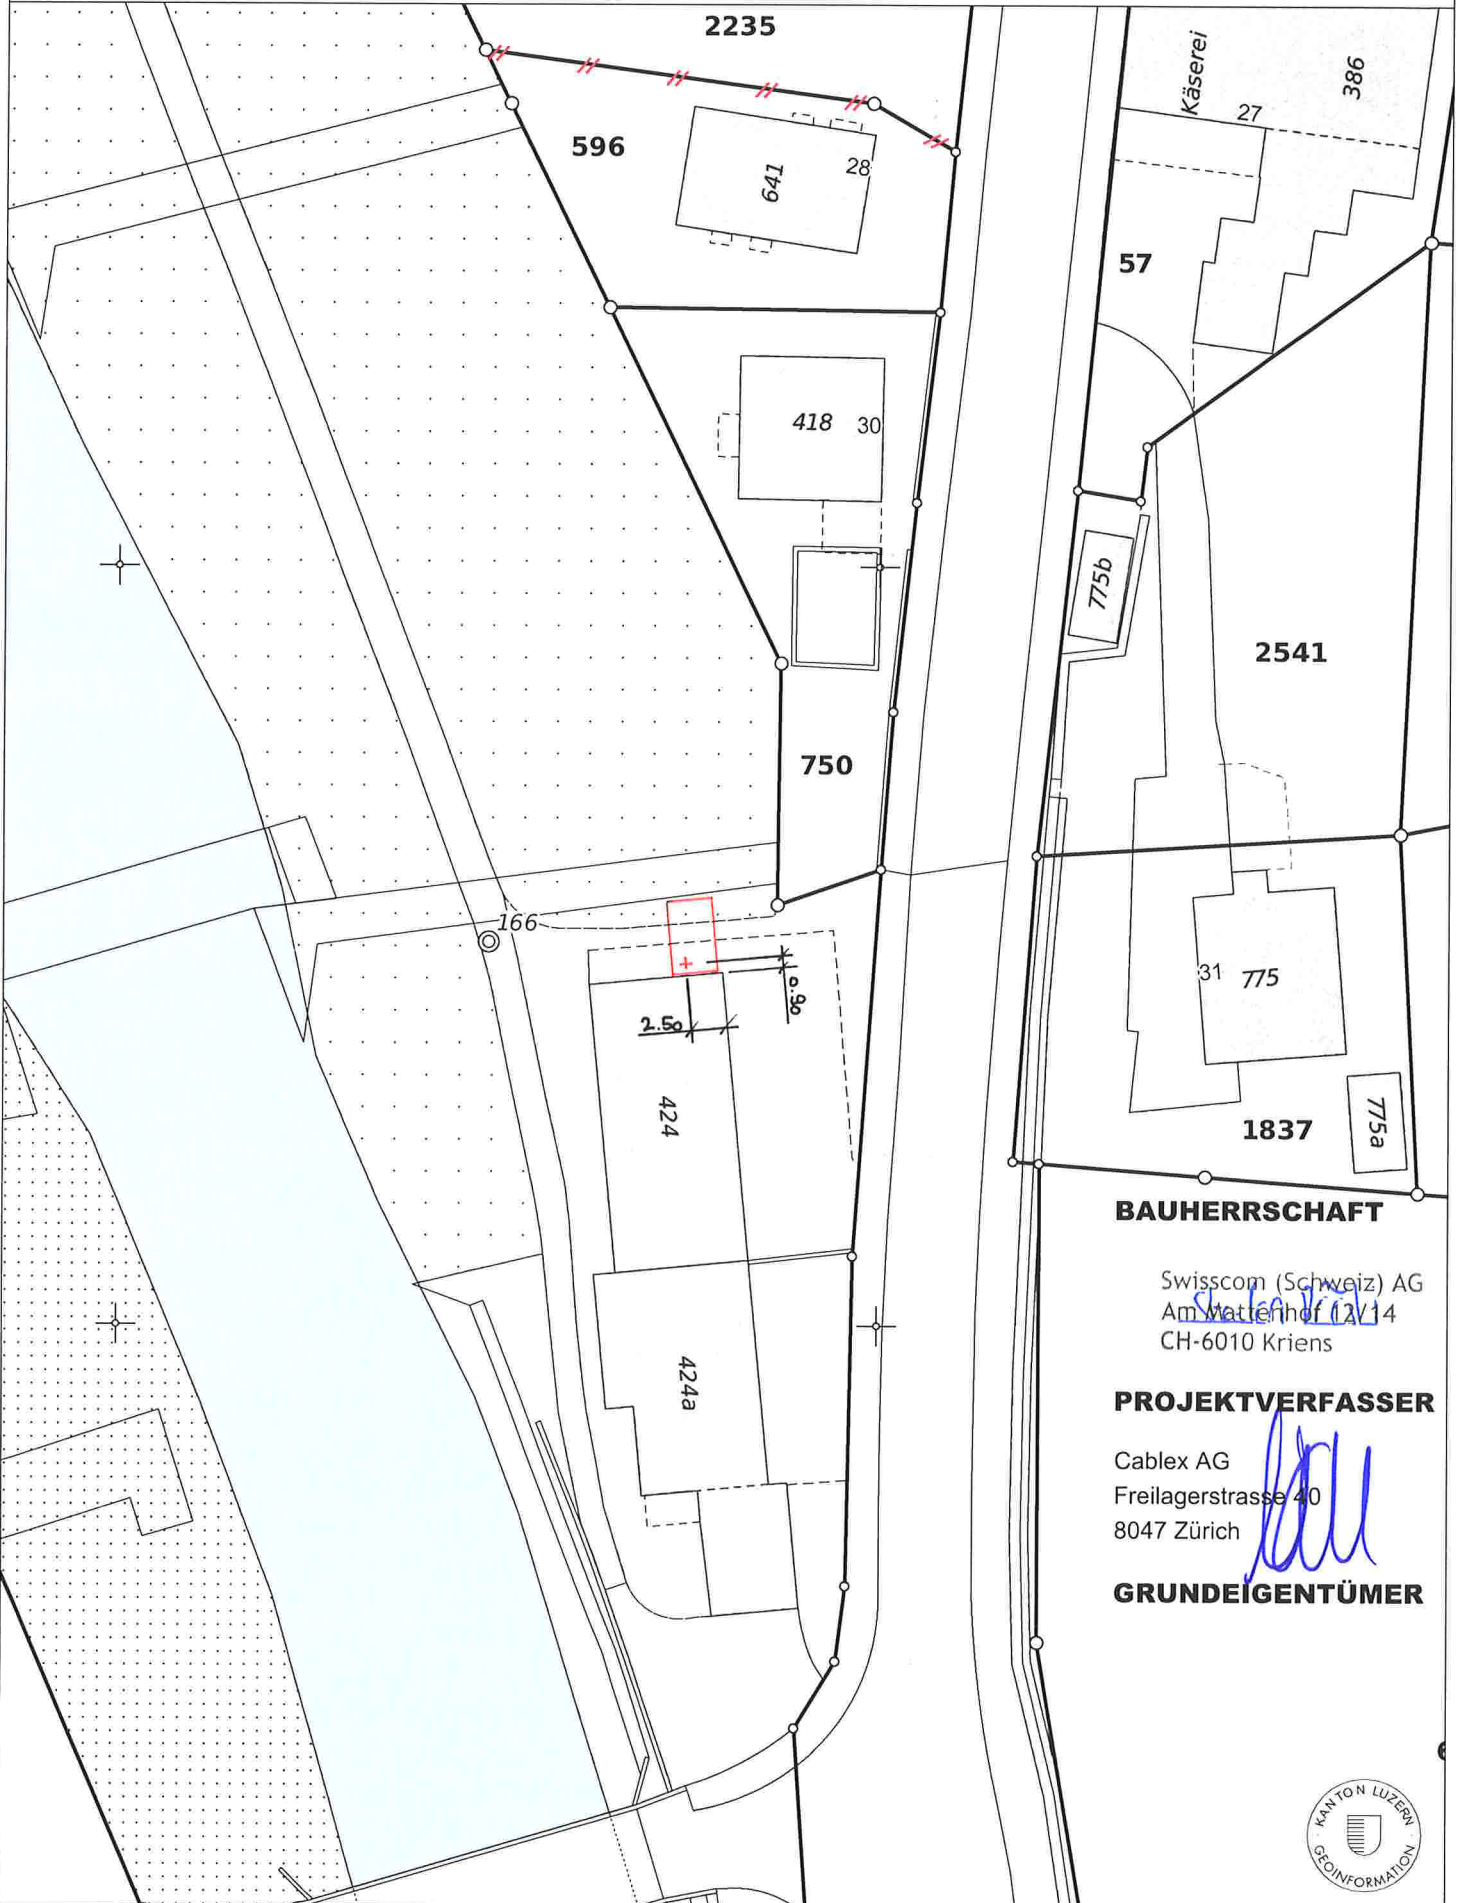 2235
Käserei
386
27
596
641
28
57
418
30
775b
2541
750
166
0.90
2.50
31
775
424
775a
1837
BAUHERRSCHAFT
Swisscom (Schweiz) AG
Am Mattenhof 12/14
CH-6010 Kriens
424a
PROJEKTVERFASSER
Cablex AG
Freilagerstrasse 40
8047 Zürich
GRUNDEIGENTÜMER
KANTON LUZERN
GEOINFORMATION